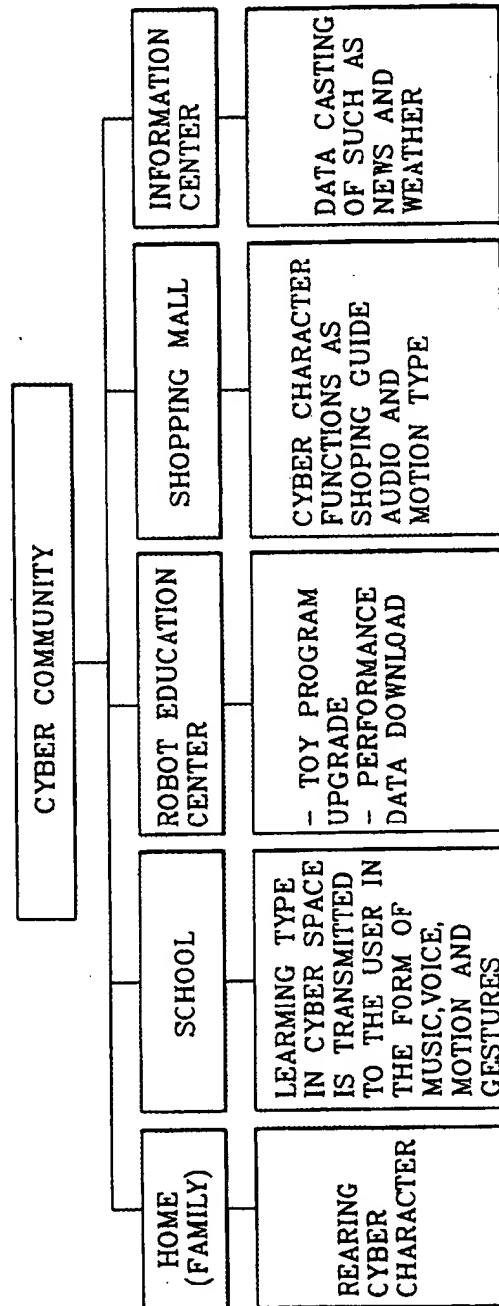 CYBER COMMUNITY
HOME
(FAMILY)
SCHOOL
ROBOT EDUCATION
CENTER
SHOPPING MALL
INFORMATION
CENTER
REARING
CYBER
CHARACTER
LEARMING TYPE
IN CYBER SPACE
IS TRANSMITTED
TO THE USER IN
THE FORM OF
MUSIC,VOICE,
MOTION AND
GESTURES
- TOY PROGRAM
UPGRADE
- PERFORMANCE
DATA DOWNLOAD
CYBER CHARACTER
FUNCTIONS AS
SHOPING GUIDE
AUDIO AND
MOTION TYPE
DATA CASTING
OF SUCH AS
NEWS AND
WEATHER